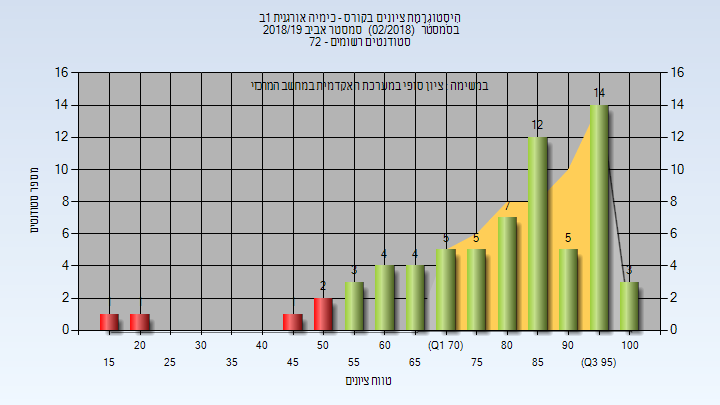 היסטוגרמת ציונים בקורס - כימיה אורגנית 1ב
בסמסטר (02/2018) סמסטר אביב 2018/19
סטודנטים רשומים - 72
במשימה : ציון סופי במערכת האקדמית במחשב המרכזי
מספר סטודנטים
16 14 12 10 8 6 4 2 0
16 14 12 10 8 6 4 2 0
2 3 4 4 5 5 7 12 5 14 3
20 30 40 50 60 (Q1 70) 80 90 100
15 25 35 45 55 65 75 85 (Q3 95)
טווח ציונים